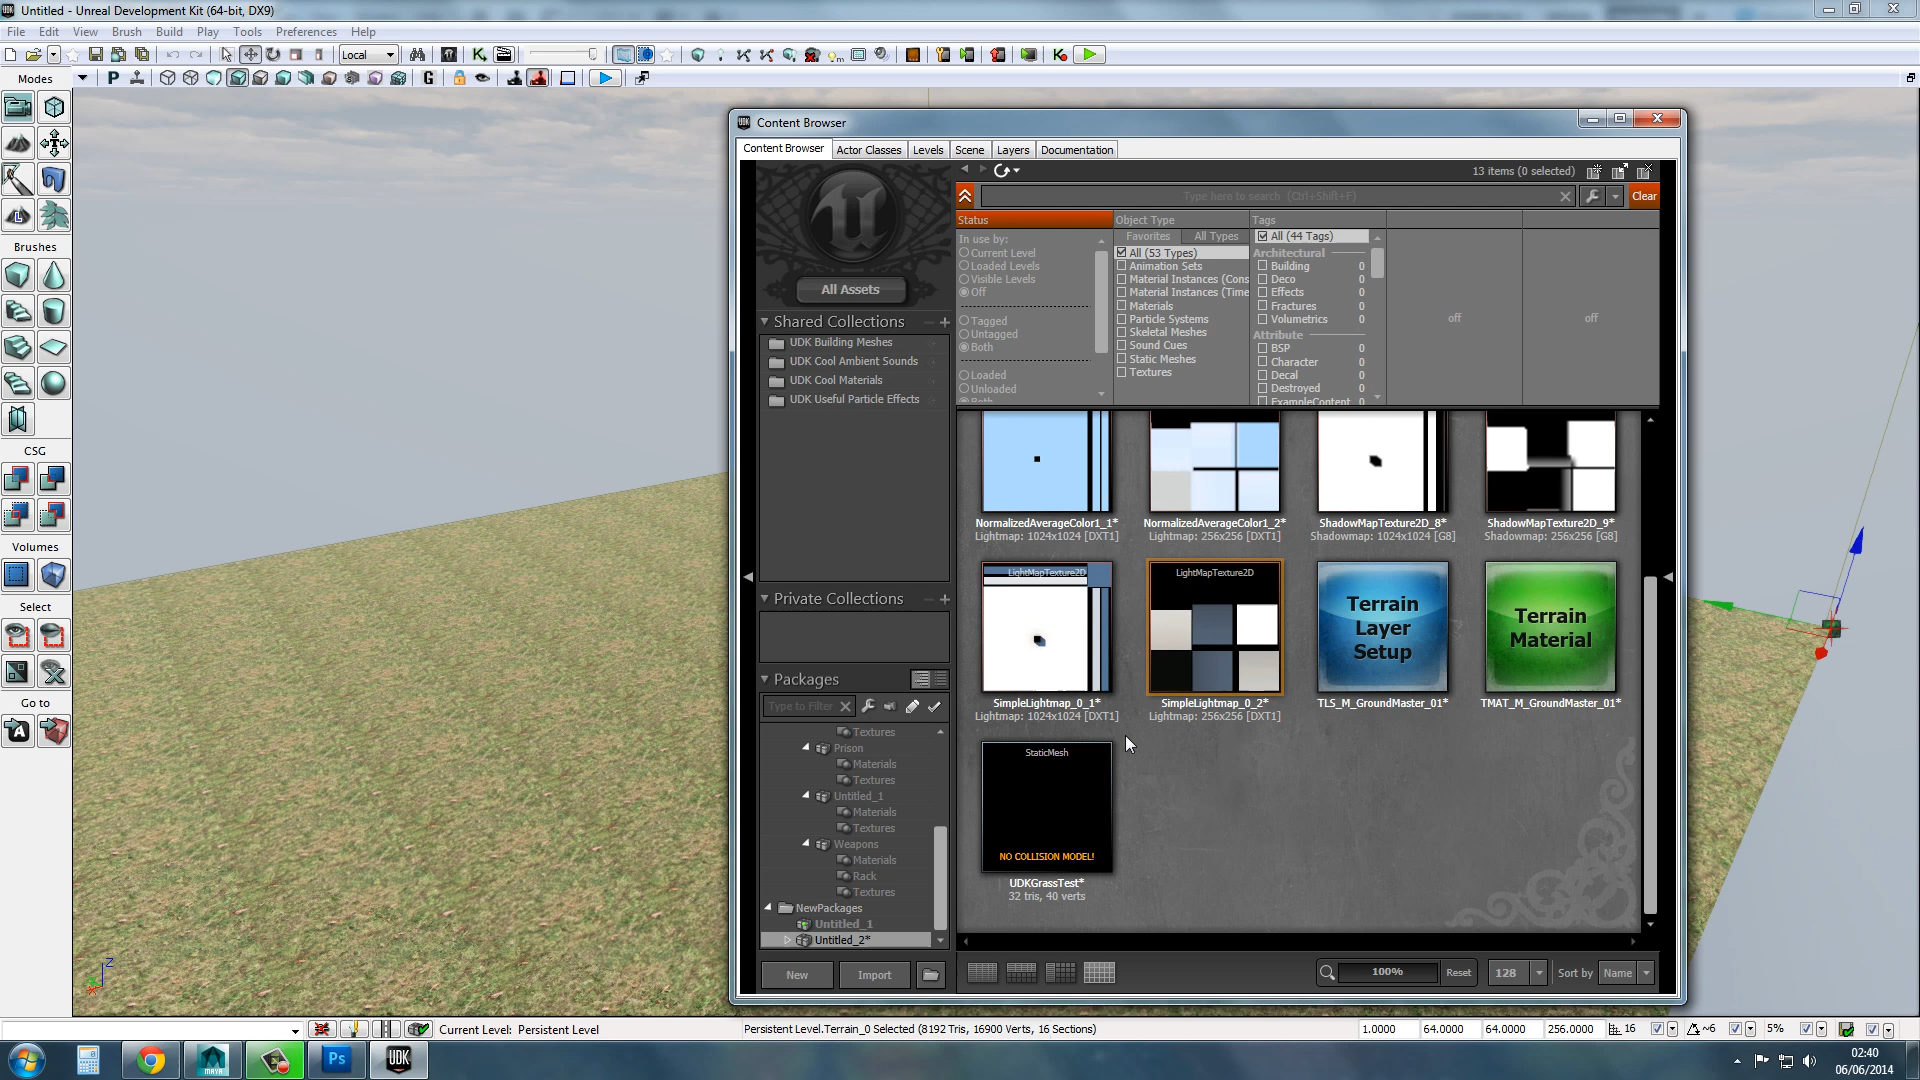 Untitled - Unreal Development Kit (64-bit, DX9)
File Edit View Brush Build Play Tools Preferences Help
Local
Modes
P
G
Brushes
CSG
Volumes
Select
Go to
Content Browser
Content Browser Actor Classes Levels Scene Layers Documentation
13 items (0 selected)
Type here to search (Ctrl+Shift+F)
Clear
All Assets
Status
In use by:
Current Level
Loaded Levels
Visible Levels
Off
Tagged
Untagged
Both
Loaded
Unloaded
Both
Object Type
Favorites All Types
All (53 Types)
Animation Sets
Material Instances (Cons
Material Instances (Time
Materials
Particle Systems
Skeletal Meshes
Sound Cues
Static Meshes
Textures
Tags
All (44 Tags)
Architectural
Building 0
Deco 0
Effects 0
Fractures 0
Volumetrics 0
Attribute
BSP 0
Character 0
Decal 0
Destroyed 0
ExampleContent 0
off
off
Shared Collections
UDK Building Meshes
UDK Cool Ambient Sounds
UDK Cool Materials
UDK Useful Particle Effects
Private Collections
Packages
Type to Filter
Textures
Prison
Materials
Textures
Untitled_1
Materials
Textures
Weapons
Materials
Rack
Textures
NewPackages
Untitled_1
Untitled_2*
New Import
NormalizedAverageColor1_1*
Lightmap: 1024x1024 [DXT1]
NormalizedAverageColor1_2*
Lightmap: 256x256 [DXT1]
ShadowMapTexture2D_8*
Shadowmap: 1024x1024 [G8]
ShadowMapTexture2D_9*
Shadowmap: 256x256 [G8]
LightMapTexture2D
SimpleLightmap_0_1*
Lightmap: 1024x1024 [DXT1]
LightMapTexture2D
SimpleLightmap_0_2*
Lightmap: 256x256 [DXT1]
Terrain
Layer
Setup
TLS_M_GroundMaster_01*
Terrain
Material
TMAT_M_GroundMaster_01*
StaticMesh
NO COLLISION MODEL!
UDKGrassTest*
32 tris, 40 verts
100% Reset 128 Sort by Name
Z
Current Level: Persistent Level
Persistent Level.Terrain_0 Selected (8192 Tris, 16900 Verts, 16 Sections)
1.0000 64.0000 64.0000 256.0000 16 ~6 5%
MAYA
Ps
UDK
02:40
06/06/2014